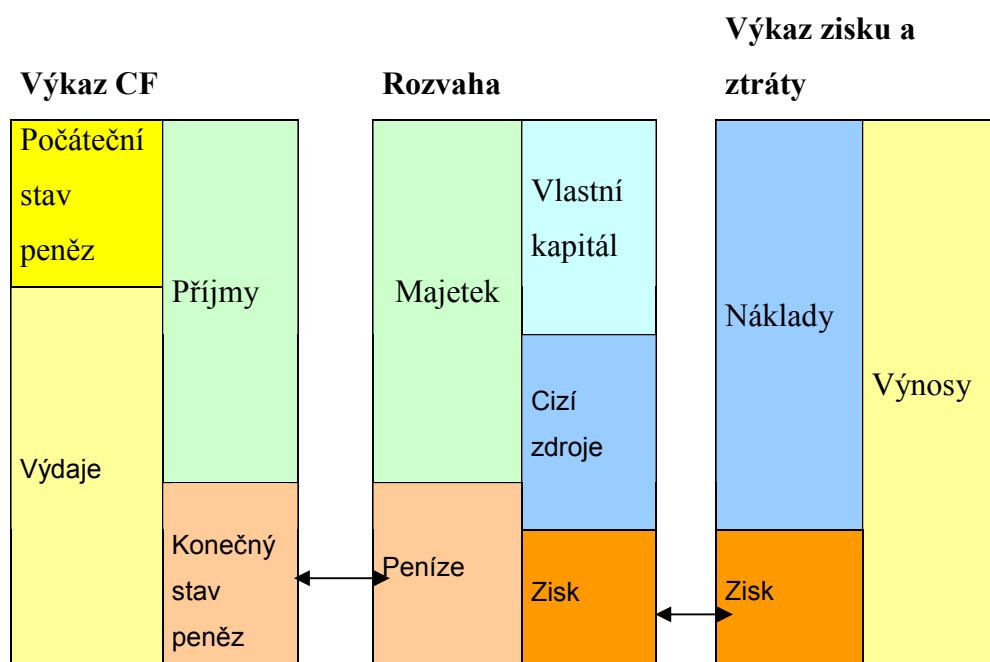 Výkaz CF
Počáteční
stav
peněz
Výdaje
Příjmy
Konečný
stav
peněz
Rozvaha
Majetek
Peníze
Vlastní
kapitál
Cizí
zdroje
Zisk
Výkaz zisku a
ztráty
Náklady
Zisk
Výnosy